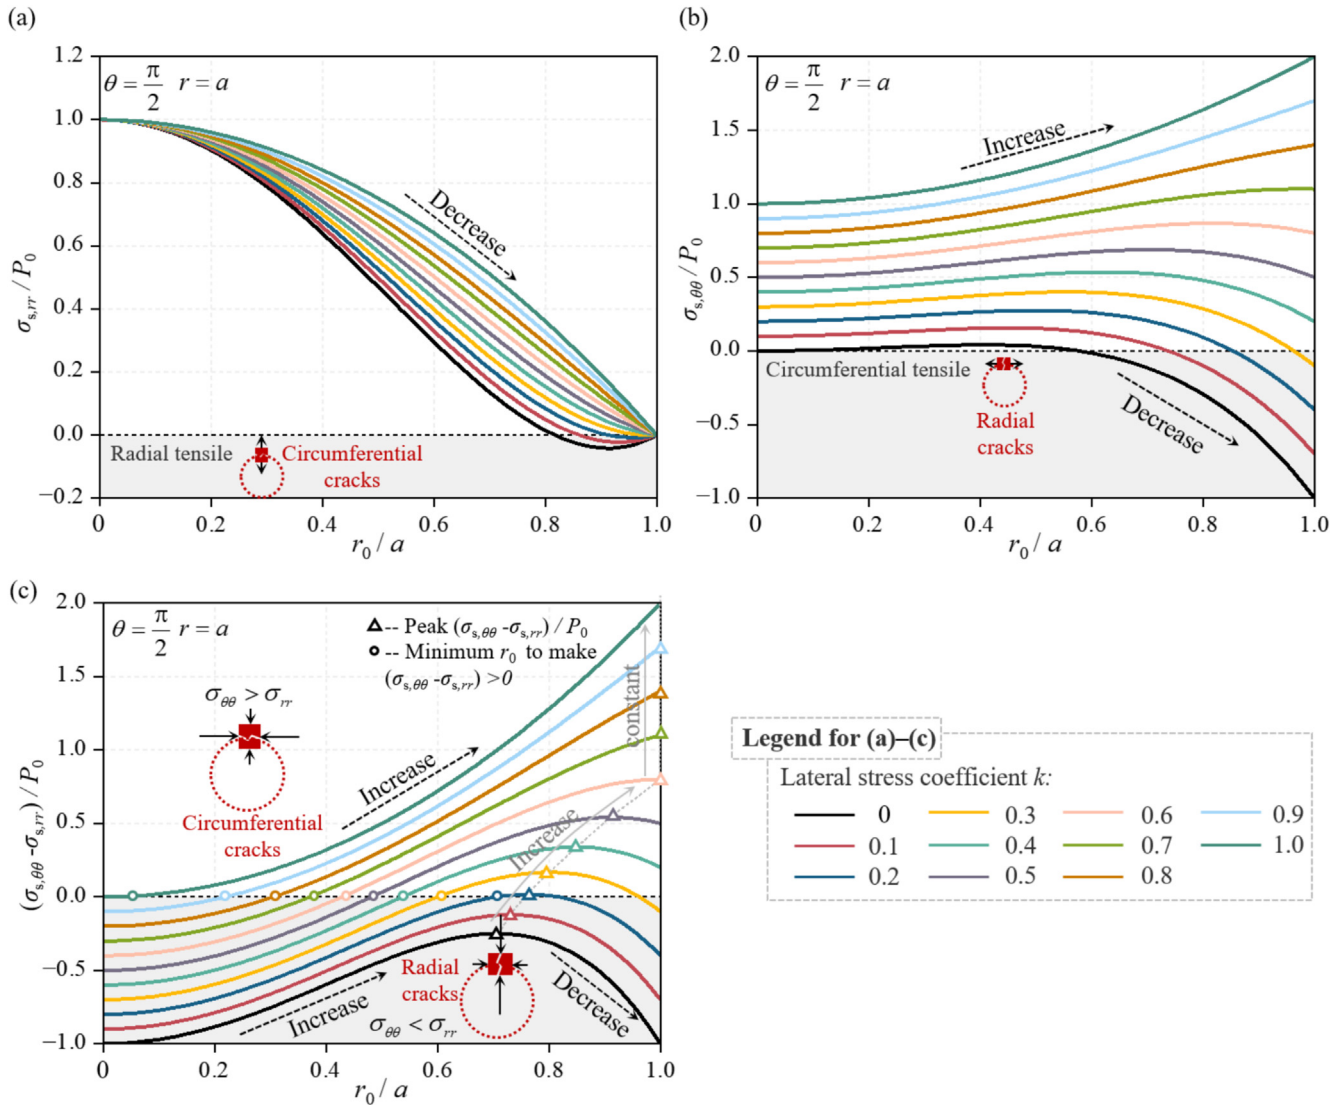 (a)
θ = π/2 r = a
1.2
1.0
0.8
0.6
0.4
0.2
0.0
−0.2
σs,rr / P0
Decrease
Radial tensile
Circumferential
cracks
0 0.2 0.4 0.6 0.8 1.0
r0 / a
(b)
θ = π/2 r = a
2.0
1.5
1.0
0.5
0.0
−0.5
−1.0
σs,θθ / P0
Increase
Circumferential tensile
Radial
cracks
Decrease
0 0.2 0.4 0.6 0.8 1.0
r0 / a
(c)
θ = π/2 r = a
2.0
1.5
1.0
0.5
0.0
−0.5
−1.0
(σs,θθ -σs,rr) / P0
△-- Peak (σs,θθ -σs,rr) / P0
○-- Minimum r0 to make
(σs,θθ -σs,rr) >0
σθθ > σrr
Circumferential
cracks
Increase
constant
Increase
Increase
Radial
cracks
σθθ < σrr
Decrease
0 0.2 0.4 0.6 0.8 1.0
r0 / a
Legend for (a)–(c)
Lateral stress coefficient k:
0 0.3 0.6 0.9
0.1 0.4 0.7 1.0
0.2 0.5 0.8